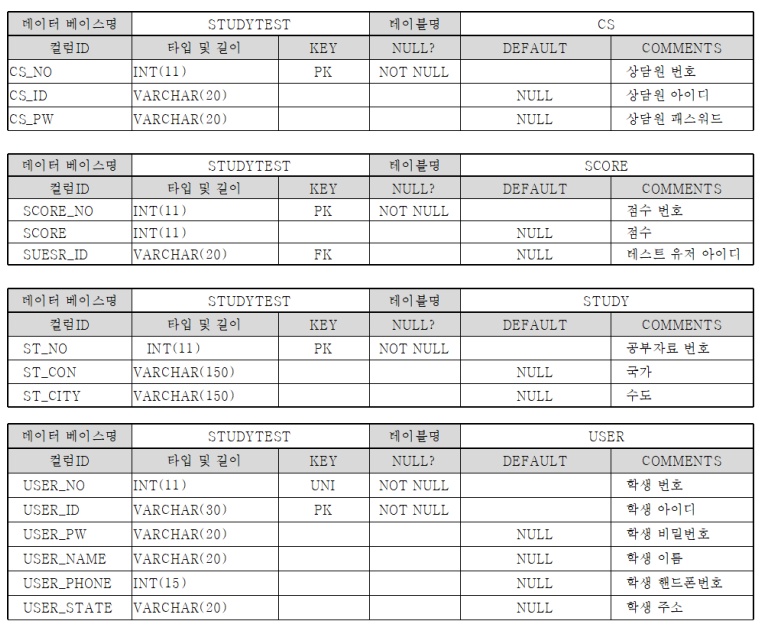 데이터 베이스명 STUDYTEST 테이블명 CS
컬럼ID 타입 및 길이 KEY NULL? DEFAULT COMMENTS
CS_NO INT(11) PK NOT NULL 상담원 번호
CS_ID VARCHAR(20) NULL 상담원 아이디
CS_PW VARCHAR(20) NULL 상담원 패스워드
데이터 베이스명 STUDYTEST 테이블명 SCORE
컬럼ID 타입 및 길이 KEY NULL? DEFAULT COMMENTS
SCORE_NO INT(11) PK NOT NULL 점수 번호
SCORE INT(11) NULL 점수
SUESR_ID VARCHAR(20) FK NULL 테스트 유저 아이디
데이터 베이스명 STUDYTEST 테이블명 STUDY
컬럼ID 타입 및 길이 KEY NULL? DEFAULT COMMENTS
ST_NO INT(11) PK NOT NULL 공부자료 번호
ST_CON VARCHAR(150) NULL 국가
ST_CITY VARCHAR(150) NULL 수도
데이터 베이스명 STUDYTEST 테이블명 USER
컬럼ID 타입 및 길이 KEY NULL? DEFAULT COMMENTS
USER_NO INT(11) UNI NOT NULL 학생 번호
USER_ID VARCHAR(30) PK NOT NULL 학생 아이디
USER_PW VARCHAR(20) NULL 학생 비밀번호
USER_NAME VARCHAR(20) NULL 학생 이름
USER_PHONE INT(15) NULL 학생 핸드폰번호
USER_STATE VARCHAR(20) NULL 학생 주소